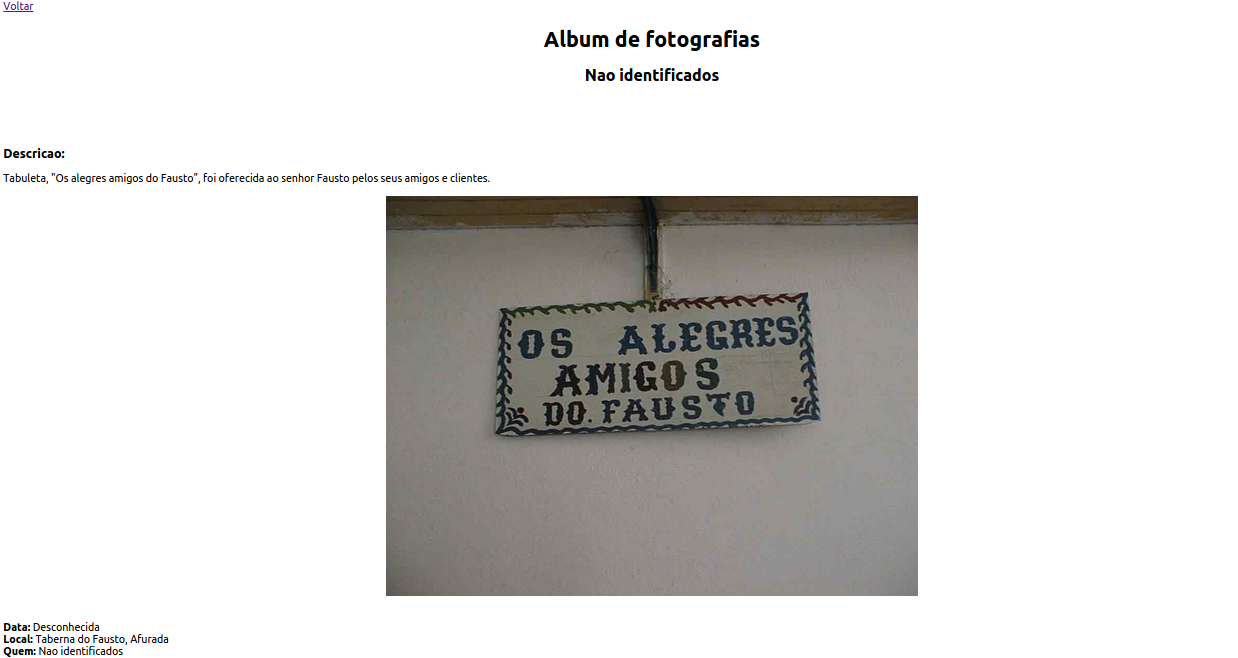 Voltar
Album de fotografias
Nao identificados
Descricao:
Tabuleta, "Os alegres amigos do Fausto", foi oferecida ao senhor Fausto pelos seus amigos e clientes.
OS ALEGRES
AMIGOS
DO. FAUSTO
Data: Desconhecida
Local: Taberna do Fausto, Afurada
Quem: Nao identificados